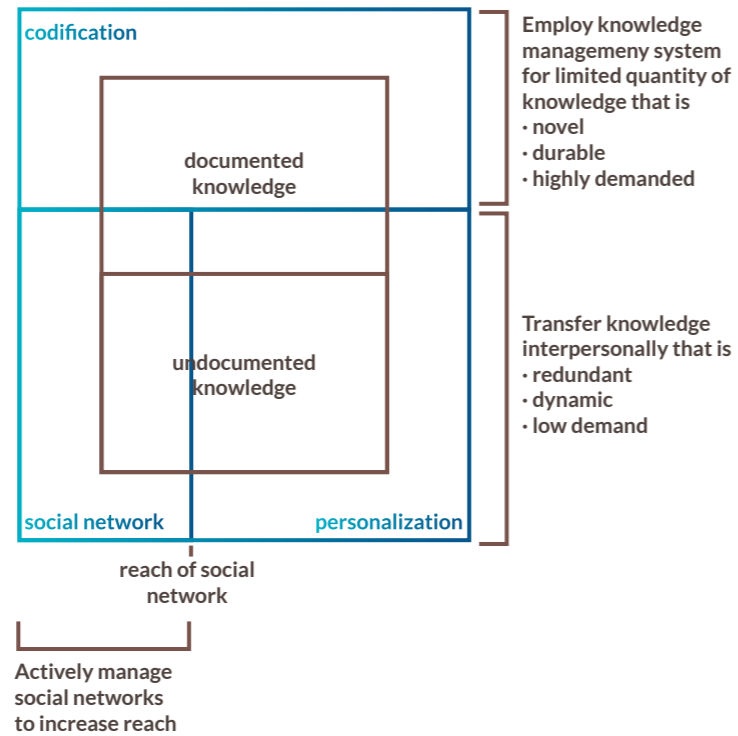 codification
Employ knowledge
managemeny system
for limited quantity of
knowledge that is
· novel
· durable
· highly demanded
documented
knowledge
Transfer knowledge
interpersonally that is
· redundant
· dynamic
· low demand
undocumented
knowledge
social network
personalization
reach of social
network
Actively manage
social networks
to increase reach